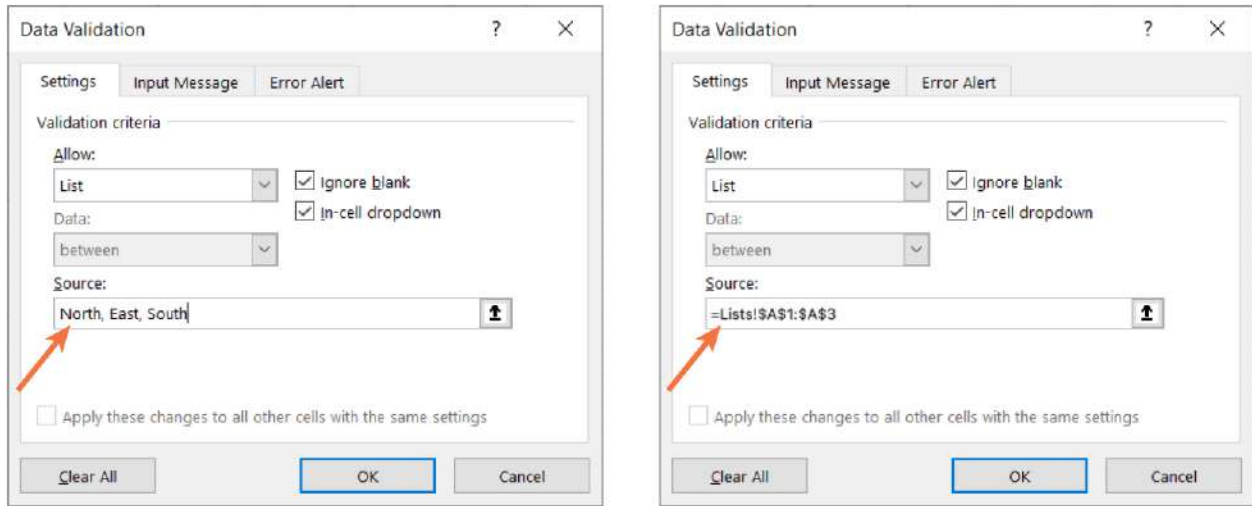 Data Validation ? ×
Settings Input Message Error Alert
Validation criteria
Allow:
List
Ignore blank
Data:
In-cell dropdown
between
Source:
North, East, South
Apply these changes to all other cells with the same settings
Clear All OK Cancel
Data Validation ? ×
Settings Input Message Error Alert
Validation criteria
Allow:
List
Ignore blank
Data:
In-cell dropdown
between
Source:
=Lists!$A$1:$A$3
Apply these changes to all other cells with the same settings
Clear All OK Cancel